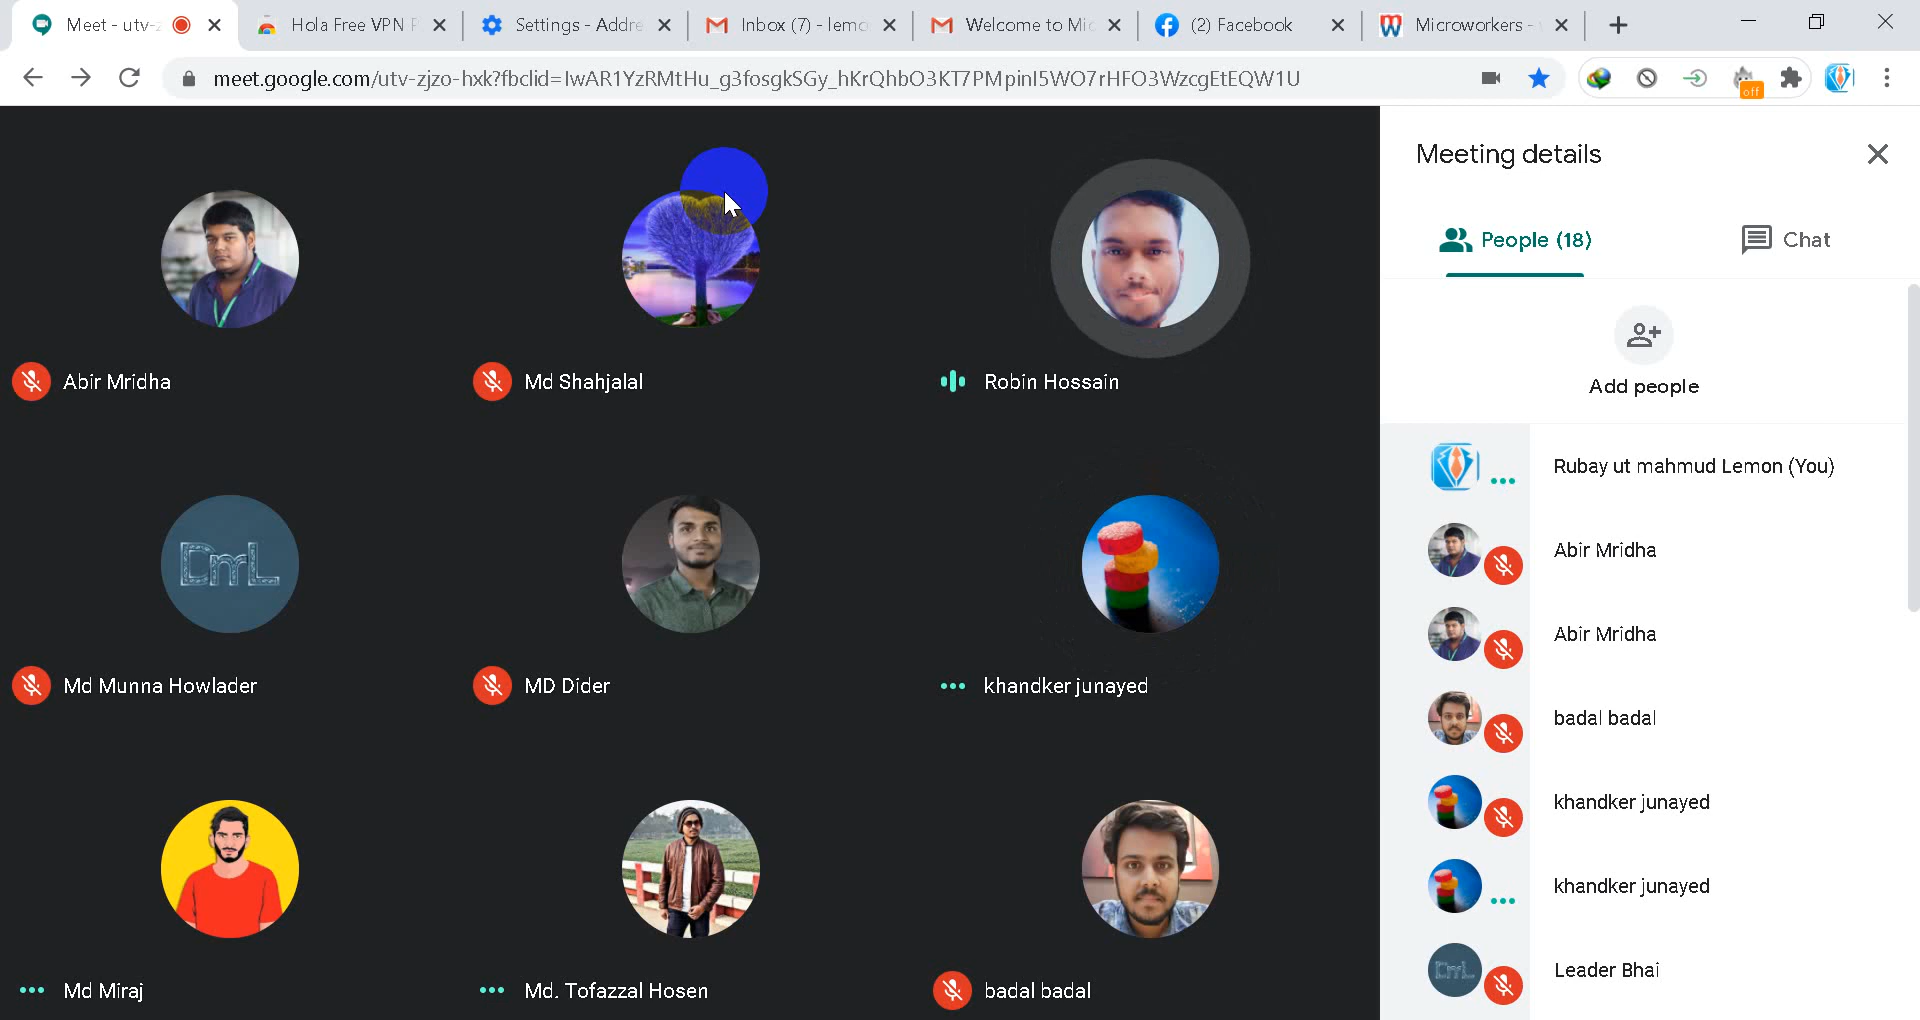 Meet - utv-z
Hola Free VPN P
Settings - Addre
Inbox (7) - lemo
Welcome to Mic
(2) Facebook
Microworkers -
meet.google.com/utv-zjzo-hxk?fbclid=IwAR1YzRMtHu_g3fosgkSGy_hKrQhbO3KT7PMpinI5WO7rHFO3WzcgEtEQW1U
off
Meeting details
People (18)
Chat
Add people
Abir Mridha
Md Shahjalal
Robin Hossain
DmL
Md Munna Howlader
MD Dider
khandker junayed
Md Miraj
Md. Tofazzal Hosen
badal badal
Rubay ut mahmud Lemon (You)
Abir Mridha
Abir Mridha
badal badal
khandker junayed
khandker junayed
DmL
Leader Bhai